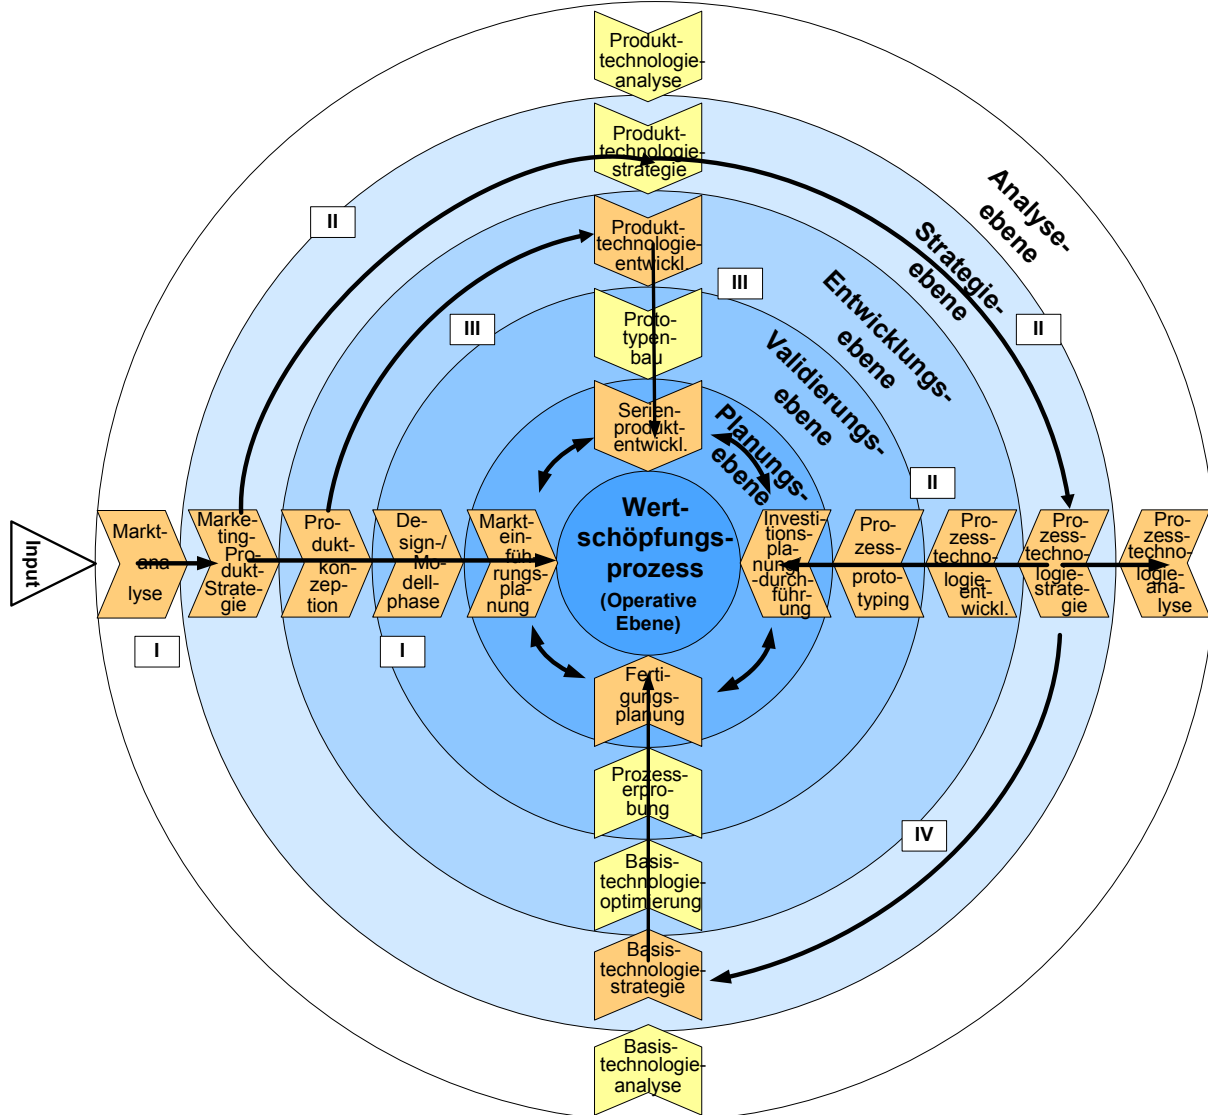 Produkt-
technologie-
analyse
Produkt-
technologie-
strategie
Produkt-
technologie-
entwickl.
Proto-
typen-
bau
Serien-
produkt-
entwickl.
Analyse-
ebene
Strategie-
ebene
Entwicklungs-
ebene
Validierungs-
ebene
Planungs-
ebene
II
III
III
II
II
Input
Markt-
ana
lyse
Marke-
ting-
Pro
dukt-
Strate-
gie
Pro-
dukt-
konzep-
tion
De-
sign-/
Mo-
dell-
phase
Markt-
ein-
füh-
rungs-
pla-
nung
Wert-
schöpfungs-
prozess
(Operative
Ebene)
Investi-
tions-
pla-
nung-
durch-
führ-
ung
Pro-
zess-
proto-
typing
Pro-
zess-
techno-
logie-
ent-
wickl.
Pro-
zess-
techno-
logie-
strate-
gie
Pro-
zess-
techno-
logie-
ana-
lyse
I
I
Ferti-
gungs-
planung
Prozess-
erpro-
bung
IV
Basis-
technologie-
optimierung
Basis-
technologie-
strategie
Basis-
technologie-
analyse